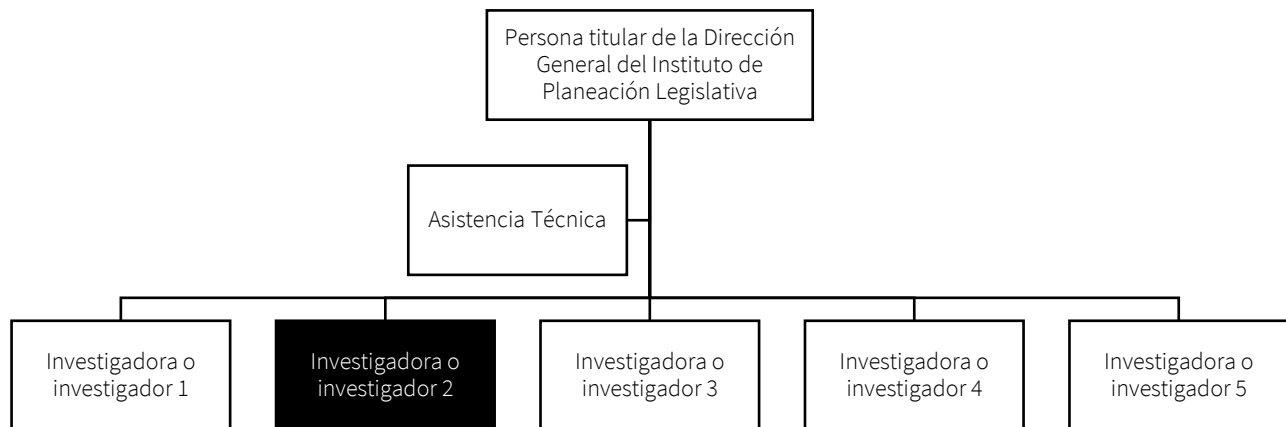 Persona titular de la Dirección
General del Instituto de
Planeación Legislativa
Asistencia Técnica
Investigadora o
investigador 1
Investigadora o
investigador 2
Investigadora o
investigador 3
Investigadora o
investigador 4
Investigadora o
investigador 5